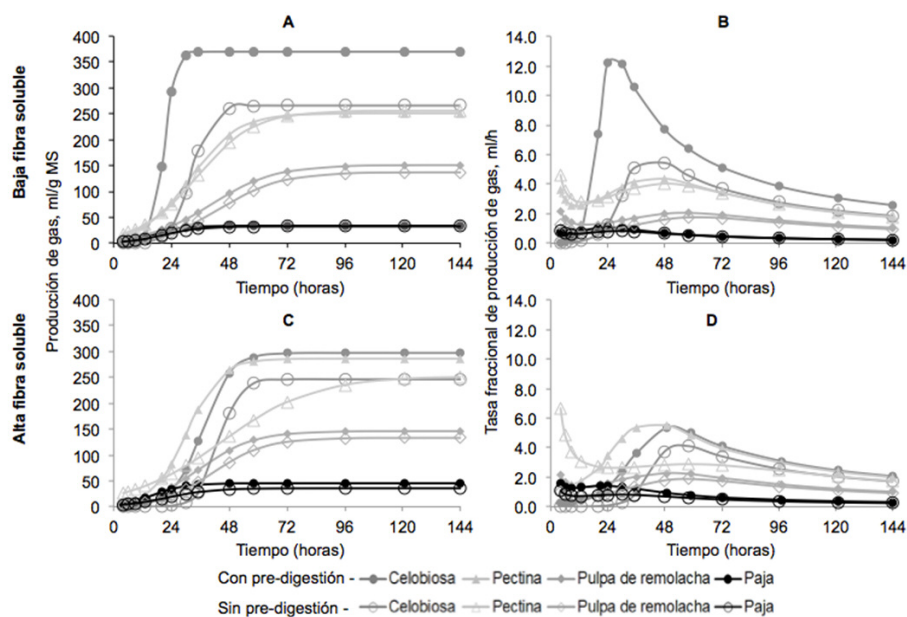 A
B
Baja fibra soluble
Producción de gas, ml/g MS
400
350
300
250
200
150
100
50
0
0 24 48 72 96 120 144
Tiempo (horas)
Tasa fraccional de producción de gas, ml/h
14.0
12.0
10.0
8.0
6.0
4.0
2.0
0.0
0 24 48 72 96 120 144
Tiempo (horas)
C
D
Alta fibra soluble
400
350
300
250
200
150
100
50
0
0 24 48 72 96 120 144
Tiempo (horas)
14.0
12.0
10.0
8.0
6.0
4.0
2.0
0.0
0 24 48 72 96 120 144
Tiempo (horas)
Con pre-digestión - Celobiosa Pectina Pulpa de remolacha Paja
Sin pre-digestión - Celobiosa Pectina Pulpa de remolacha Paja